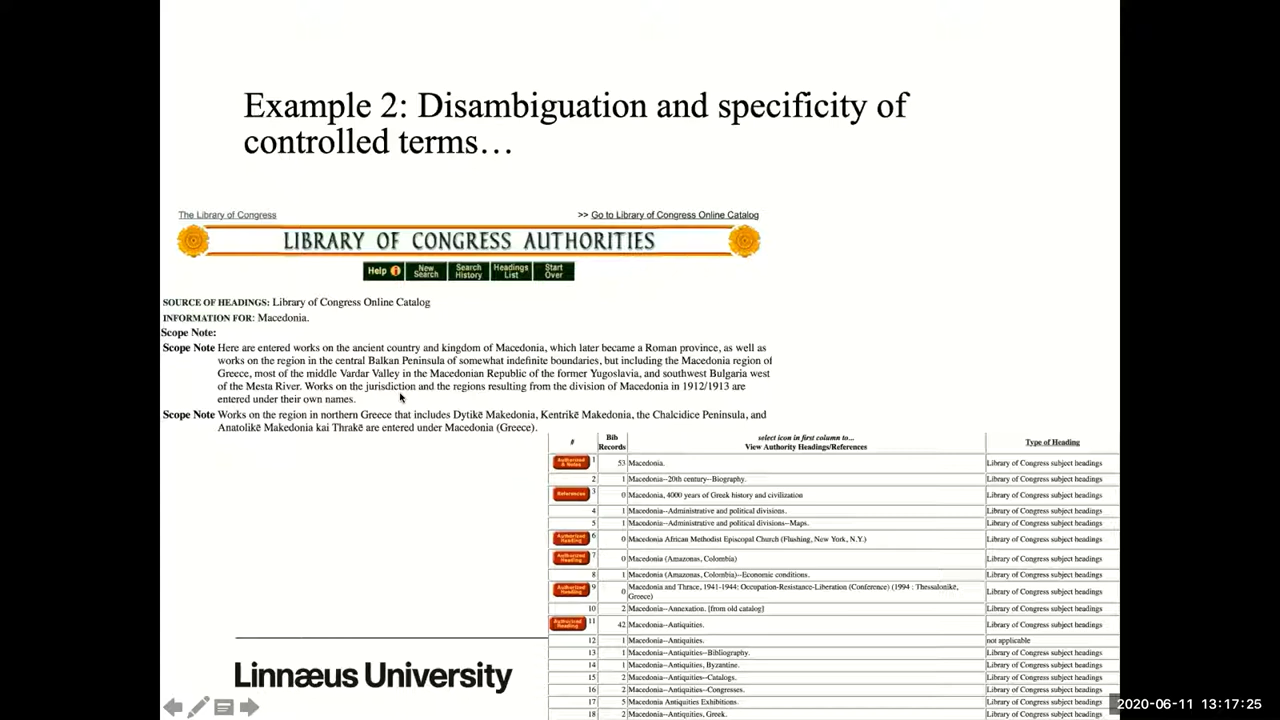 Example 2: Disambiguation and specificity of
controlled terms…
The Library of Congress
>> Go to Library of Congress Online Catalog
LIBRARY OF CONGRESS AUTHORITIES
Help i New Search Search History Headings List Start Over
SOURCE OF HEADINGS: Library of Congress Online Catalog
INFORMATION FOR: Macedonia.
Scope Note:
Scope Note Here are entered works on the ancient country and kingdom of Macedonia, which later became a Roman province, as well as
works on the region in the central Balkan Peninsula of somewhat indefinite boundaries, but including the Macedonia region of
Greece, most of the middle Vardar Valley in the Macedonian Republic of the former Yugoslavia, and southwest Bulgaria west
of the Mesta River. Works on the jurisdiction and the regions resulting from the division of Macedonia in 1912/1913 are
entered under their own names.
Scope Note Works on the region in northern Greece that includes Dytikē Makedonia, Kentrikē Makedonia, the Chalcidice Peninsula, and
Anatolikē Makedonia kai Thrakē are entered under Macedonia (Greece).
# Bib Records select icon in first column to... View Authority Headings/References Type of Heading
Authorized & Notes 1 53 Macedonia. Library of Congress subject headings
2 1 Macedonia--20th century--Biography. Library of Congress subject headings
References 3 0 Macedonia, 4000 years of Greek history and civilization Library of Congress subject headings
4 1 Macedonia--Administrative and political divisions. Library of Congress subject headings
5 1 Macedonia--Administrative and political divisions--Maps. Library of Congress subject headings
Authorized Heading 6 0 Macedonia African Methodist Episcopal Church (Flushing, New York, N.Y.) Library of Congress subject headings
Authorized Heading 7 0 Macedonia (Amazonas, Colombia) Library of Congress subject headings
8 1 Macedonia (Amazonas, Colombia)--Economic conditions. Library of Congress subject headings
Authorized Heading 9 0 Macedonia and Thrace, 1941-1944: Occupation-Resistance-Liberation (Conference) (1994 : Thessalonikē, Library of Congress subject headings
Greece)
10 2 Macedonia--Annexation. [from old catalog] Library of Congress subject headings
Authorized Heading 11 42 Macedonia--Antiquities. Library of Congress subject headings
12 1 Macedonia--Antiquities. not applicable
13 1 Macedonia--Antiquities--Bibliography. Library of Congress subject headings
14 1 Macedonia--Antiquities, Byzantine. Library of Congress subject headings
15 2 Macedonia--Antiquities--Catalogs. Library of Congress subject headings
16 2 Macedonia--Antiquities--Congresses. Library of Congress subject headings
17 5 Macedonia Antiquities Exhibitions. Library of Congress subject headings
18 2 Macedonia--Antiquities, Greek. Library of Congress subject headings
Linnæus University
2020-06-11 13:17:25